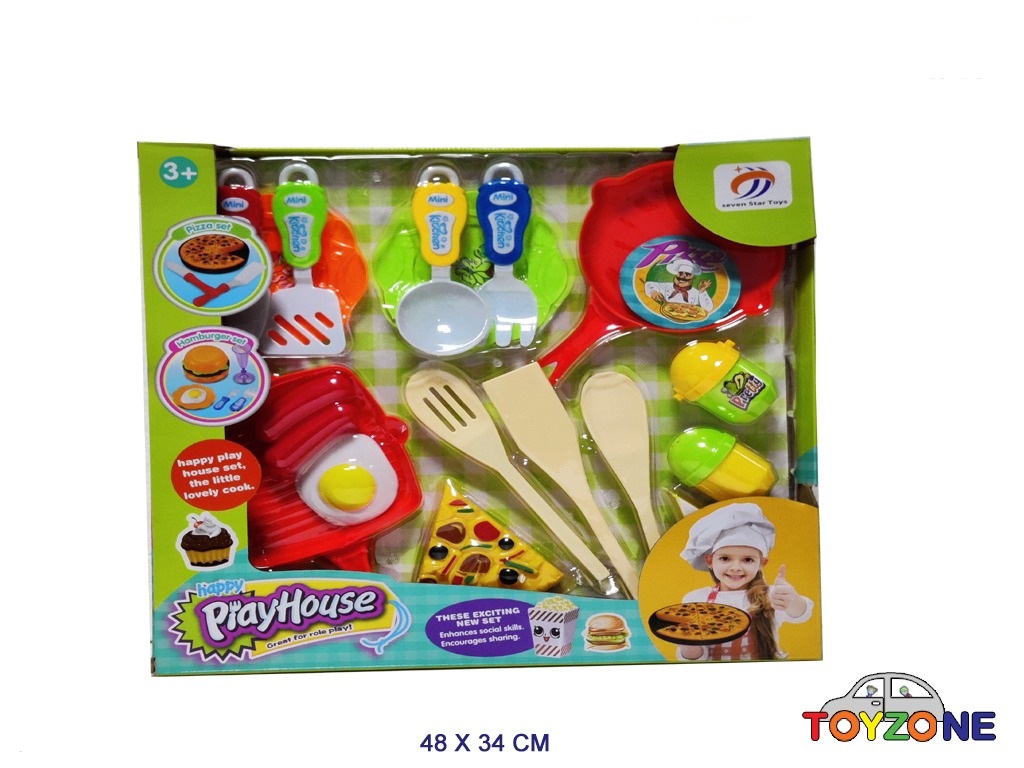 3+
seven Star Toys
Mini
Mini
Kitchen
Mini
Kitchen
Mini
Kitchen
Pizza set
Hamburger set
Pretty
happy play
house set,
the little
lovely cook.
happy
PlayHouse
Great for role play!
THESE EXCITING
NEW SET
Enhances social skills.
Encourages sharing.
TOYZONE
48 X 34 CM